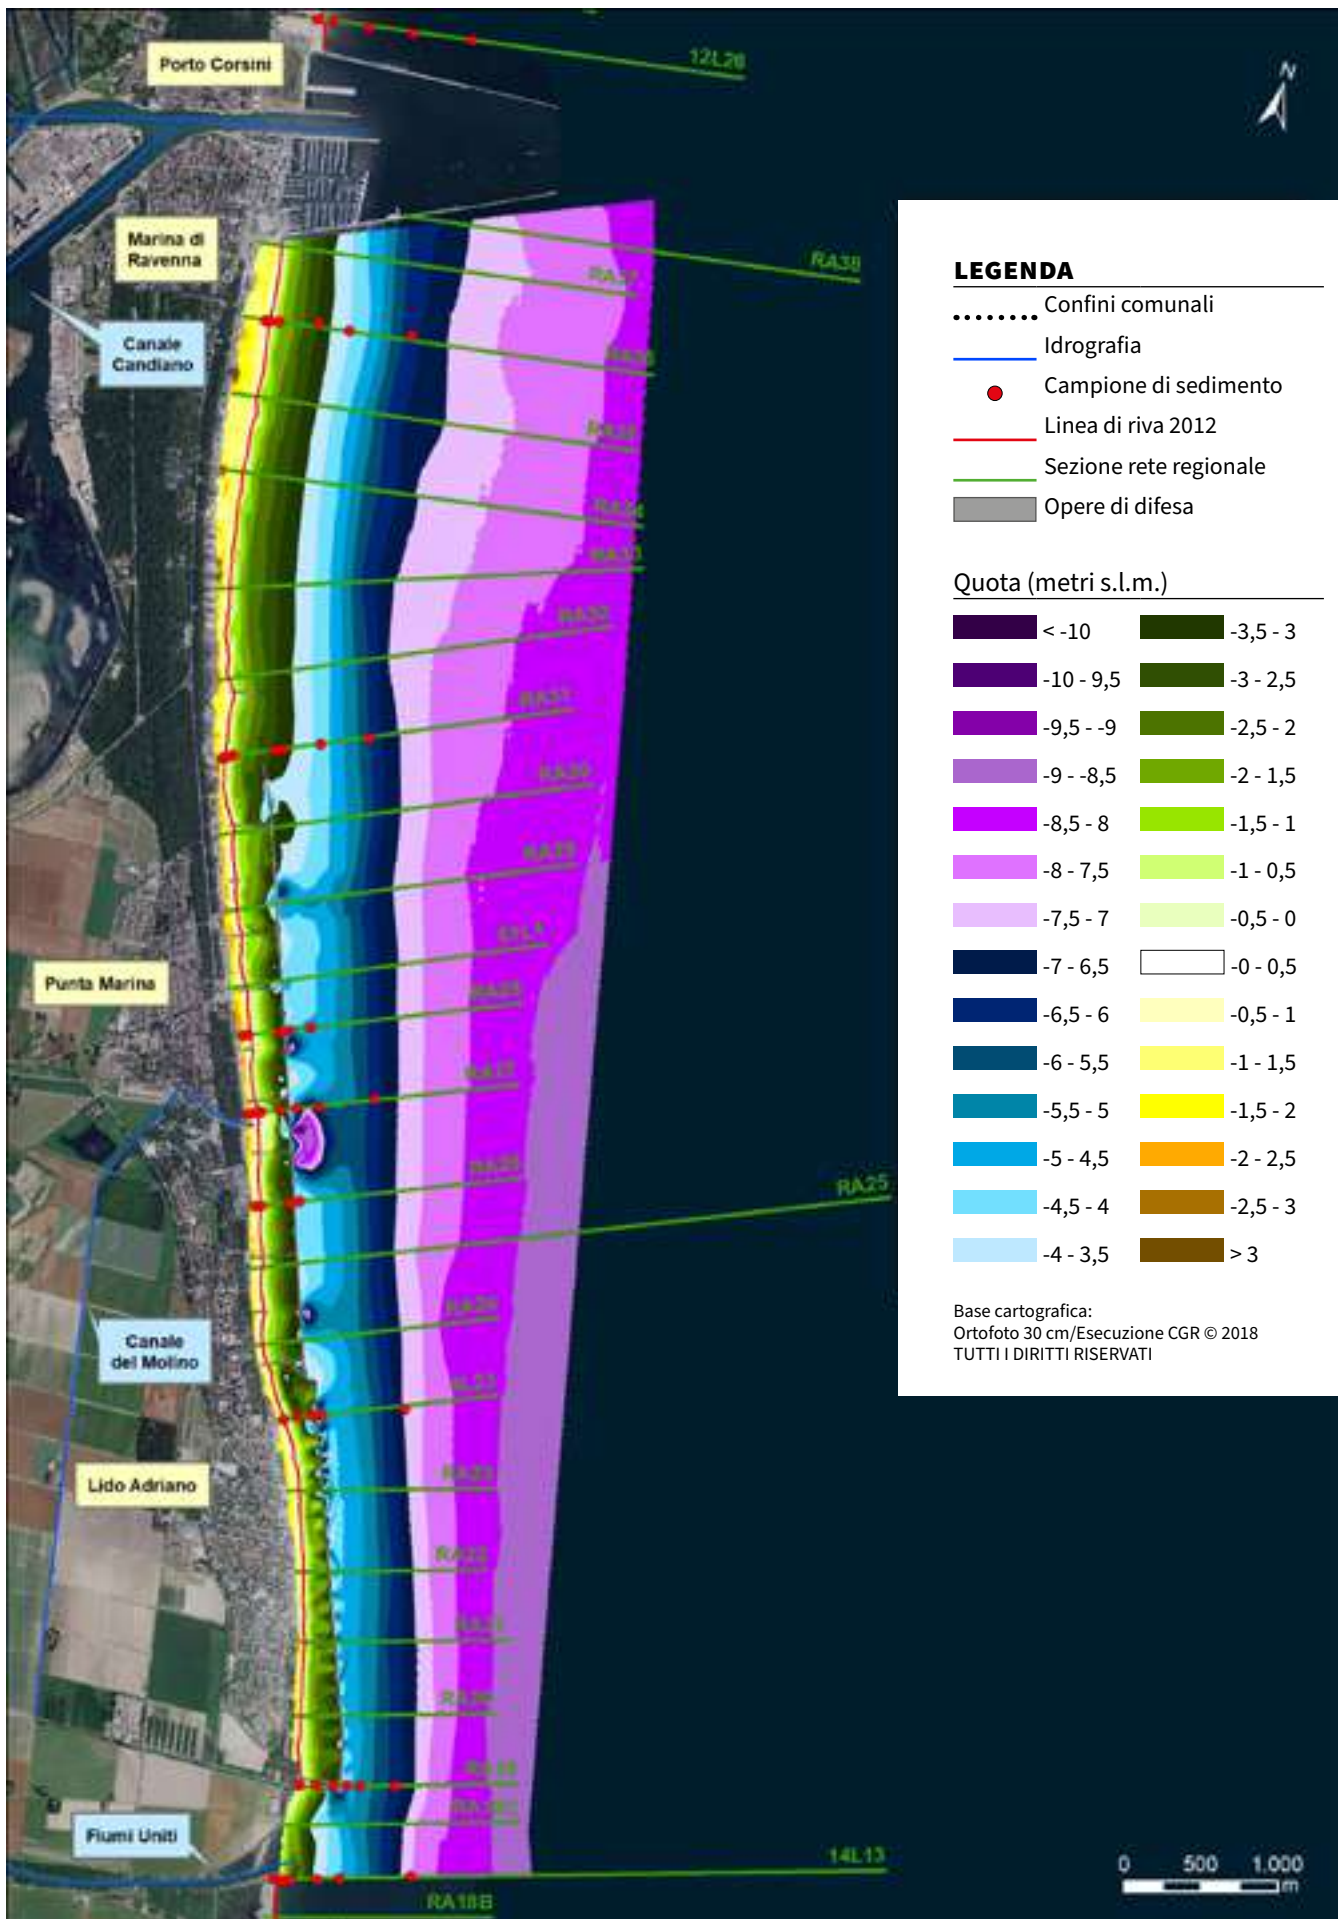 12L26
Porto Corsini
N
Marina di
Ravenna
RA38
Canale
Candiano
RA31
Punta Marina
RA25
Canale
del Molino
Lido Adriano
Fiumi Uniti
14L13
RA18B
LEGENDA
Confini comunali
Idrografia
Campione di sedimento
Linea di riva 2012
Sezione rete regionale
Opere di difesa
Quota (metri s.l.m.)
< -10
-10 - 9,5
-9,5 - -9
-9 - -8,5
-8,5 - 8
-8 - 7,5
-7,5 - 7
-7 - 6,5
-6,5 - 6
-6 - 5,5
-5,5 - 5
-5 - 4,5
-4,5 - 4
-4 - 3,5
-3,5 - 3
-3 - 2,5
-2,5 - 2
-2 - 1,5
-1,5 - 1
-1 - 0,5
-0,5 - 0
-0 - 0,5
-0,5 - 1
-1 - 1,5
-1,5 - 2
-2 - 2,5
-2,5 - 3
> 3
Base cartografica:
Ortofoto 30 cm/Esecuzione CGR © 2018
TUTTI I DIRITTI RISERVATI
0 500 1.000
m